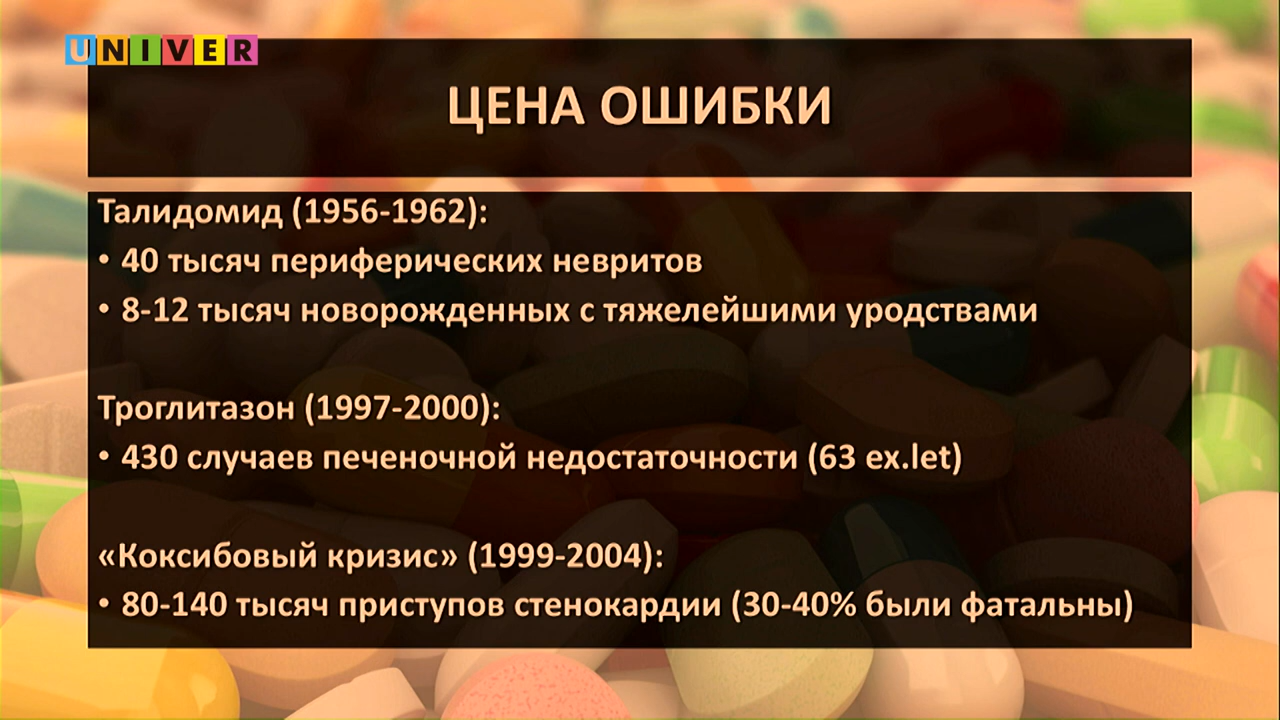 UNIVER
ЦЕНА ОШИБКИ
Талидомид (1956-1962):
• 40 тысяч периферических невритов
• 8-12 тысяч новорожденных с тяжелейшими уродствами
Троглитазон (1997-2000):
• 430 случаев печеночной недостаточности (63 ex.let)
«Коксибовый кризис» (1999-2004):
• 80-140 тысяч приступов стенокардии (30-40% были фатальны)